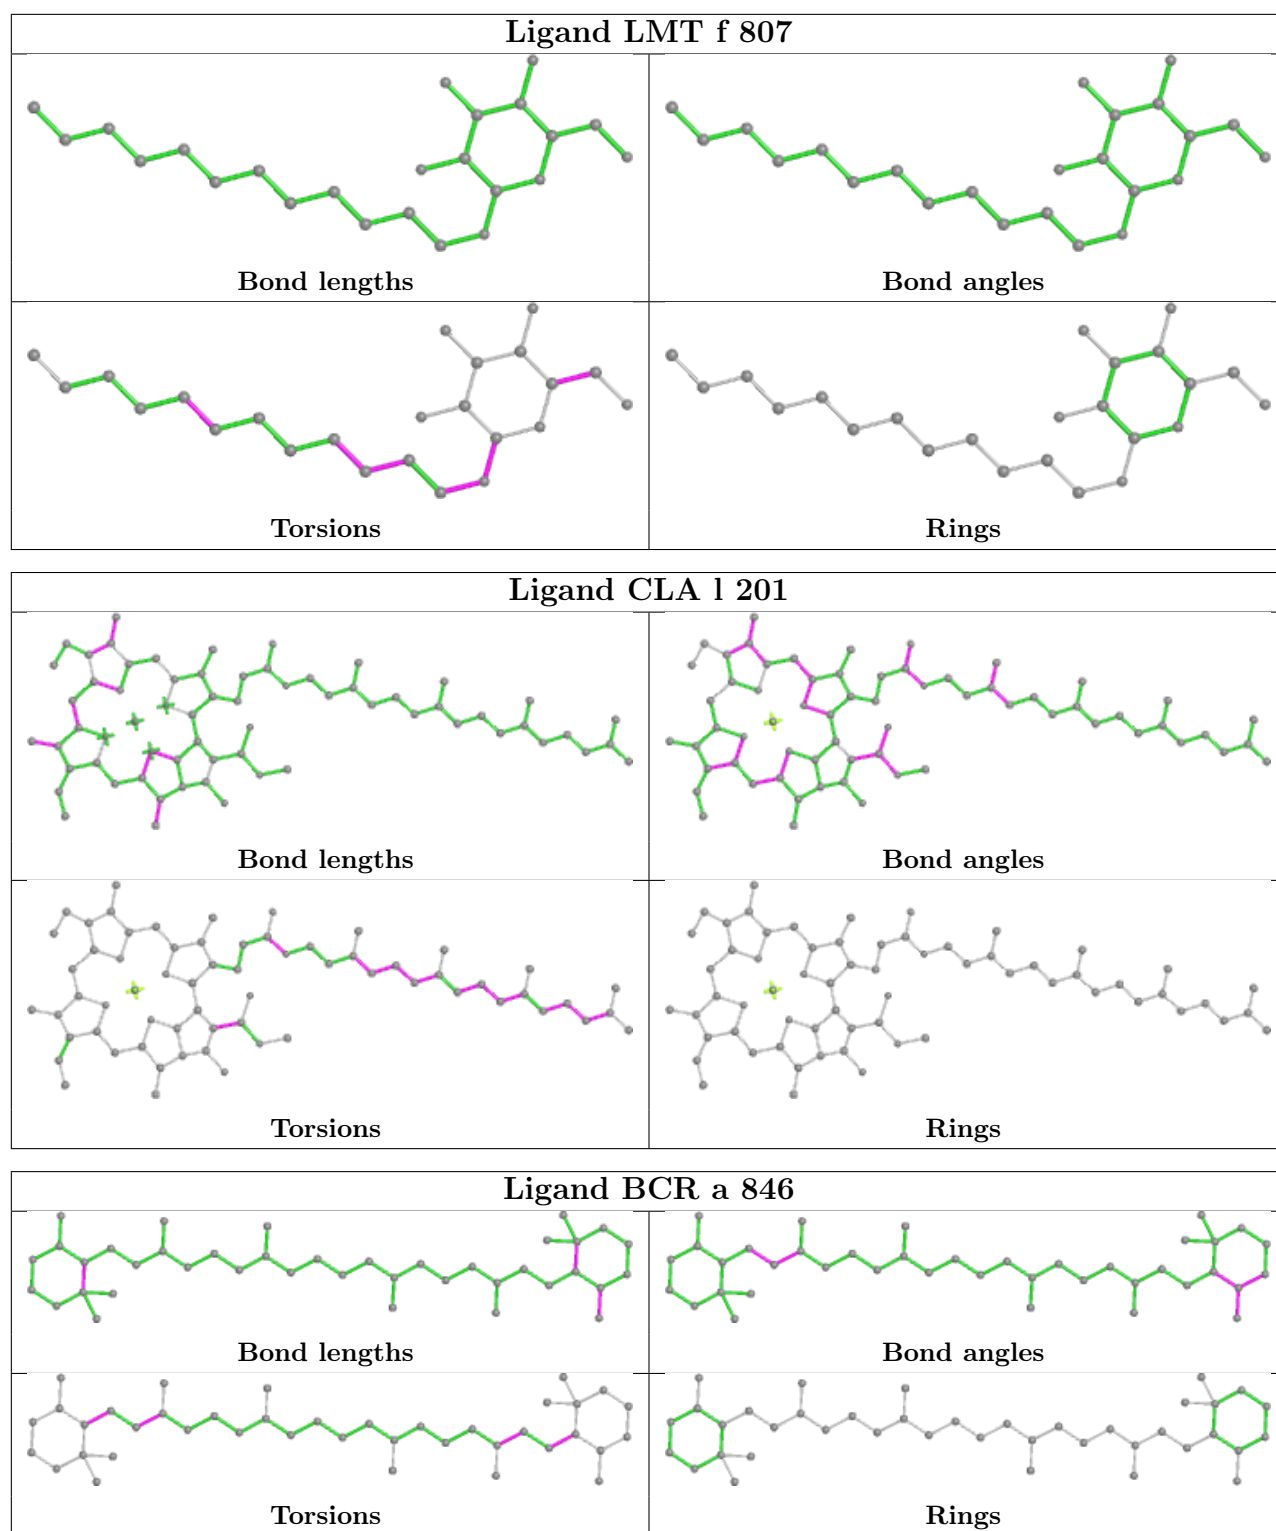 Ligand LMT f 807
Bond lengths
Bond angles
Torsions
Rings
Ligand CLA l 201
Bond lengths
Bond angles
Torsions
Rings
Ligand BCR a 846
Bond lengths
Bond angles
Torsions
Rings